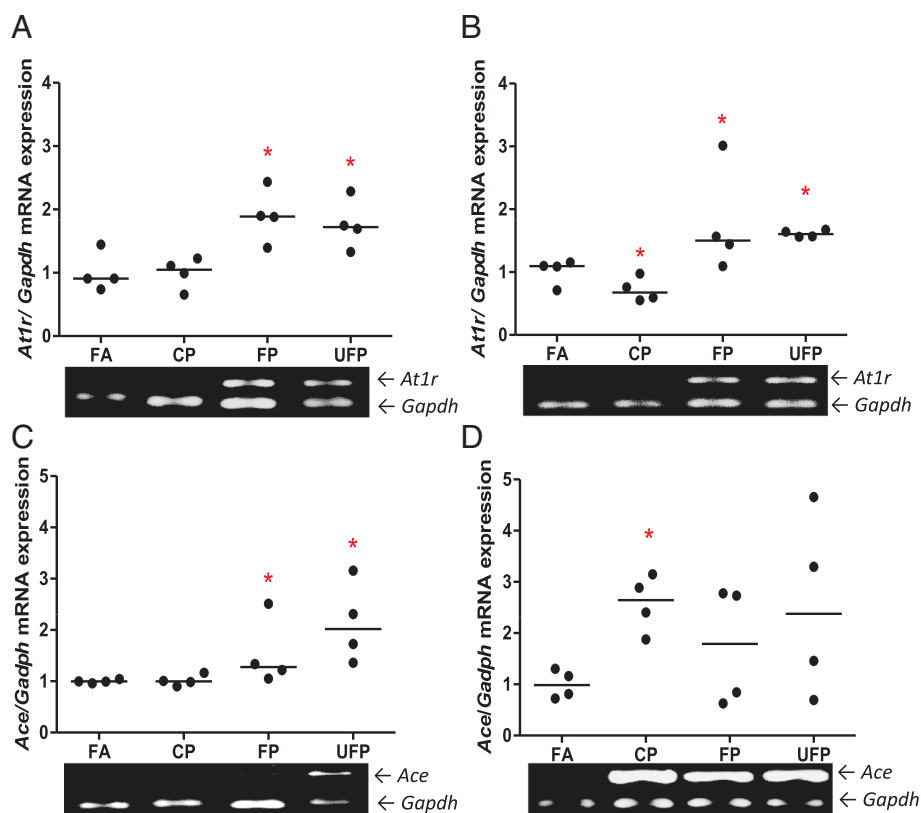 A
At1r/ Gapdh mRNA expression
4
3
2
1
0
*
*
FA CP FP UFP
← At1r
← Gapdh
B
At1r/ Gapdh mRNA expression
4
3
2
1
0
*
*
*
FA CP FP UFP
← At1r
← Gapdh
C
Ace/Gadph mRNA expression
5
4
3
2
1
0
*
*
FA CP FP UFP
← Ace
← Gapdh
D
Ace/Gadph mRNA expression
5
4
3
2
1
0
*
FA CP FP UFP
← Ace
← Gapdh